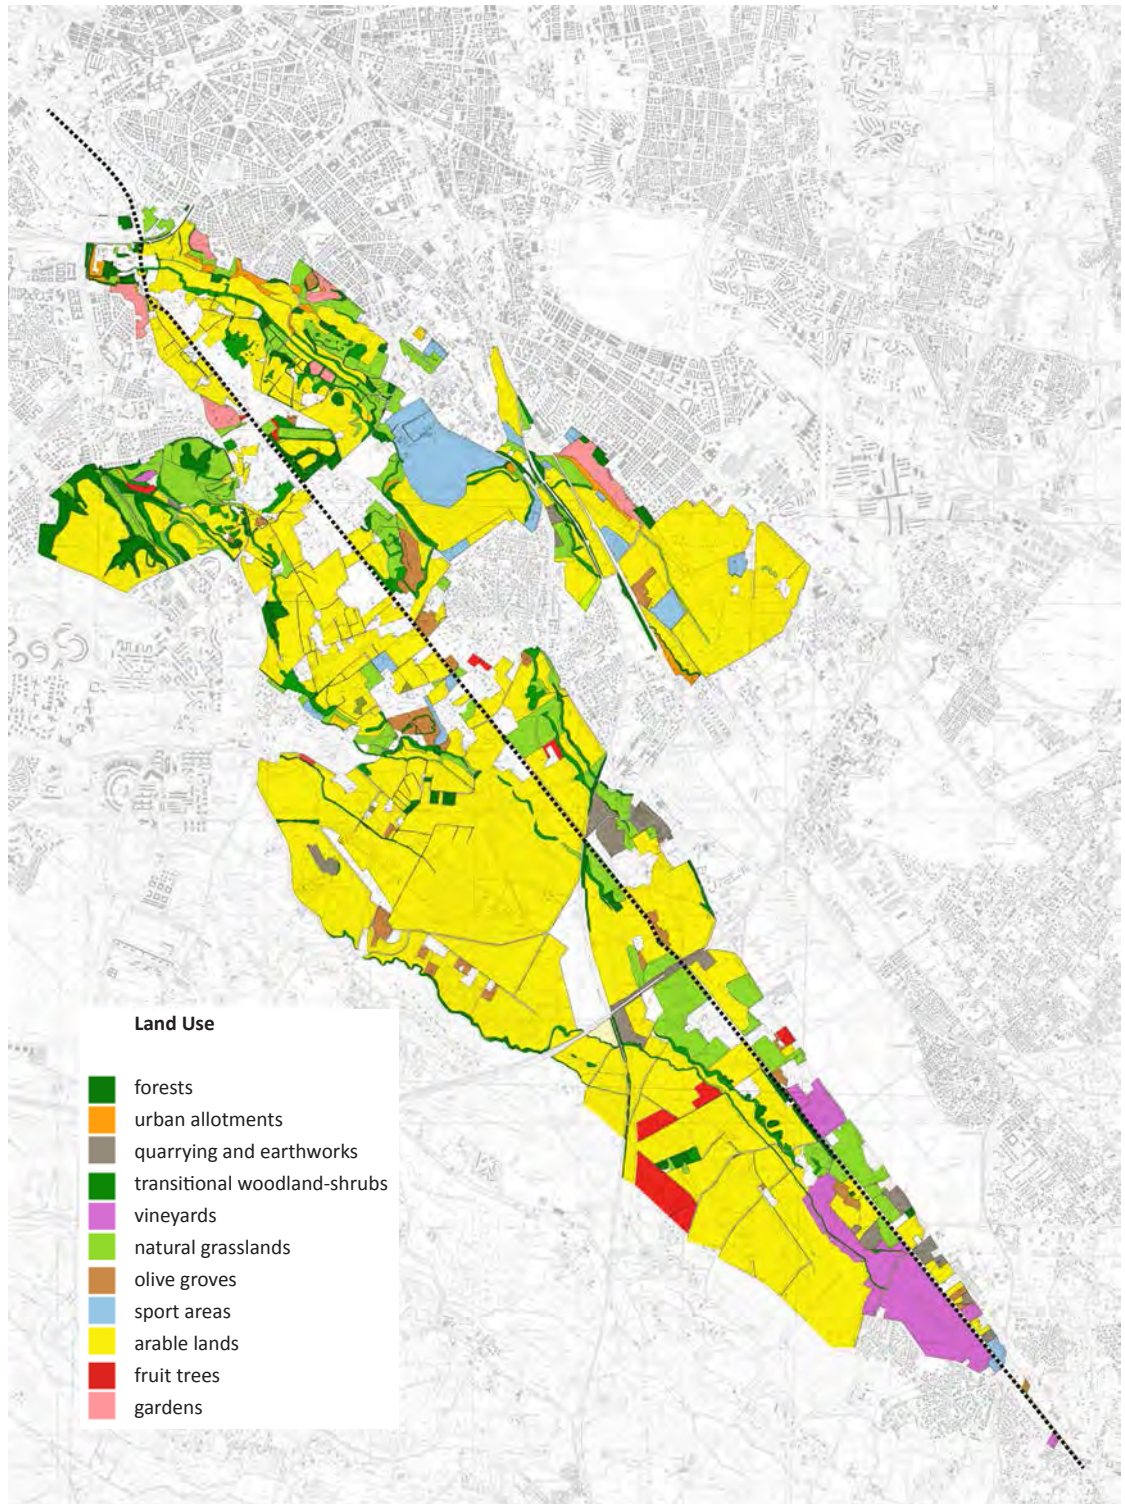 Land Use
forests
urban allotments
quarrying and earthworks
transitional woodland-shrubs
vineyards
natural grasslands
olive groves
sport areas
arable lands
fruit trees
gardens